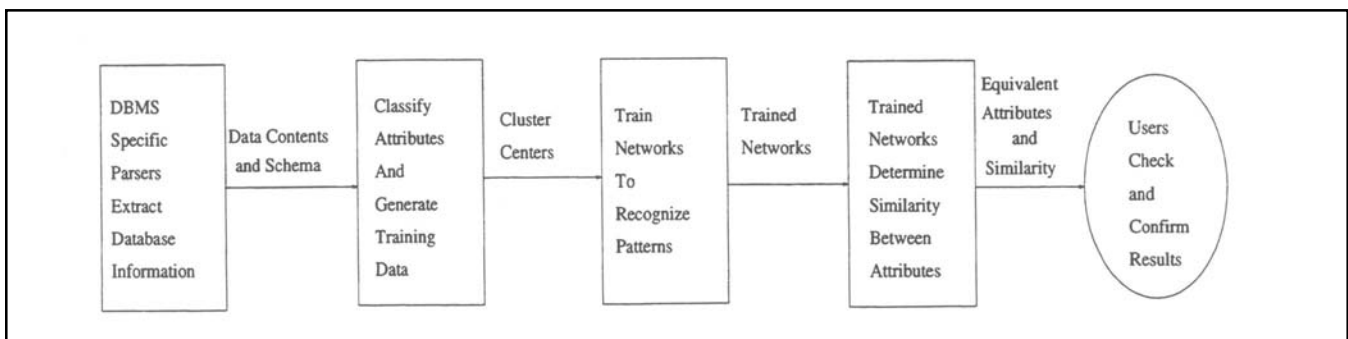 DBMS
Specific
Parsers
Extract
Database
Information
Data Contents
and Schema
Classify
Attributes
And
Generate
Training
Data
Cluster
Centers
Train
Networks
To
Recognize
Patterns
Trained
Networks
Trained
Networks
Determine
Similarity
Between
Attributes
Equivalent
Attributes
and
Similarity
Users
Check
and
Confirm
Results